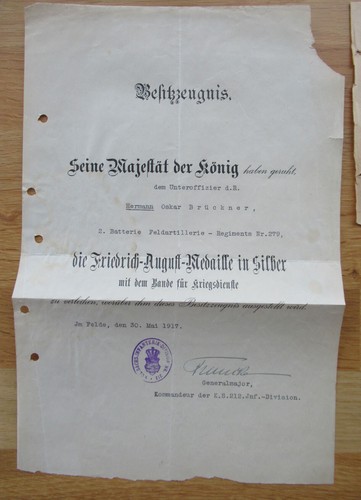 Besitzzeugnis.
Seine Majestät der König haben geruht,
dem Unteroffizier d.R.
Hermann Oskar Brückner,
2. Batterie Feldartillerie - Regiments Nr.279,
die Friedrich-August-Medaille in Silber
mit dem Bande für Kriegsdienste
zu verleihen, worüber ihm dieses Besitzzeugnis ausgestellt wird.
Im Felde, den 20. Mai 1917.
Generalmajor,
Kommandeur der K.S.212.Inf.-Division.